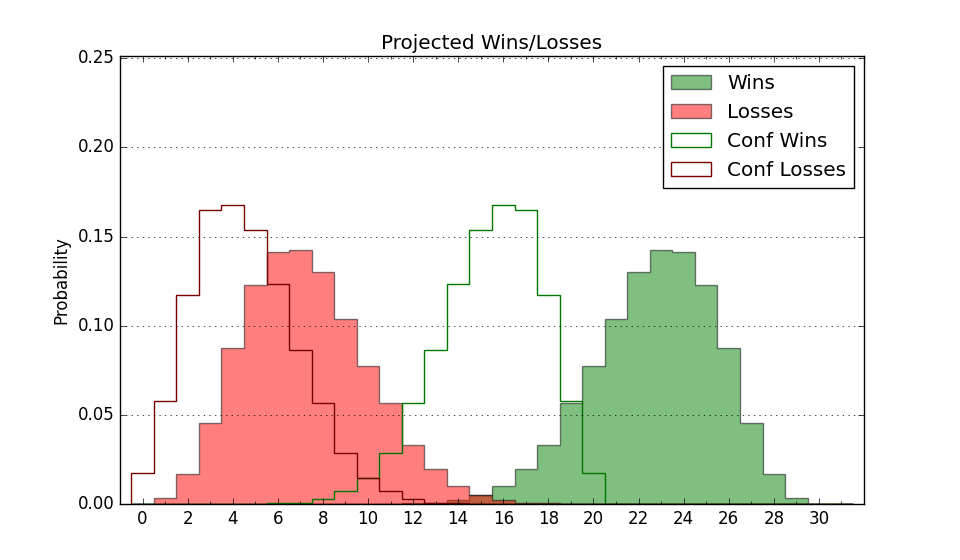 Projected Wins/Losses
0.25
0.20
0.15
0.10
0.05
0.00
Probability
Wins
Losses
Conf Wins
Conf Losses
0 2 4 6 8 10 12 14 16 18 20 22 24 26 28 30